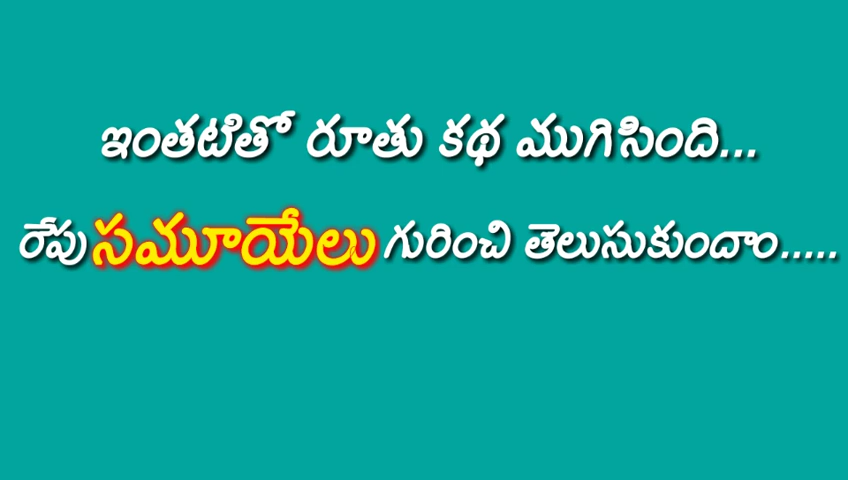 ఇంతటితో రూతు కథ ముగిసింది...
రేపు సమూయేలు గురించి తెలుసుకుందాం.....